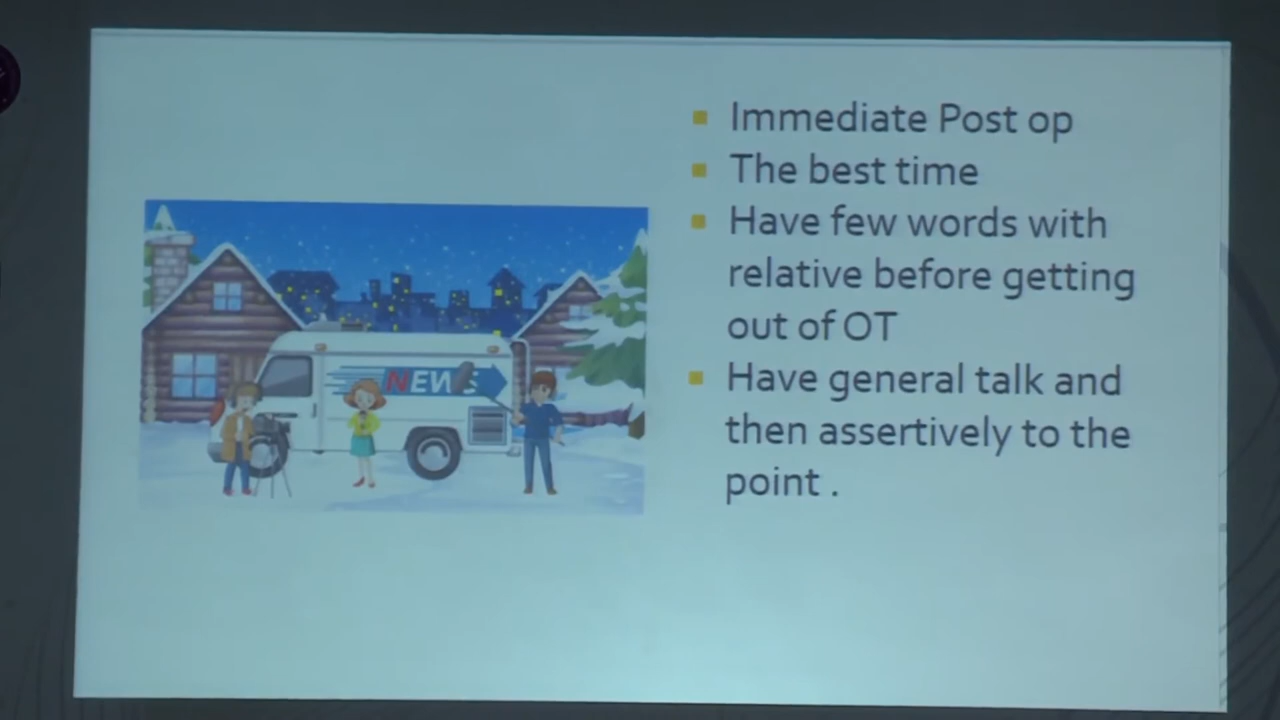 Immediate Post op
The best time
Have few words with
relative before getting
out of OT
Have general talk and
then assertively to the
point .
NEWS